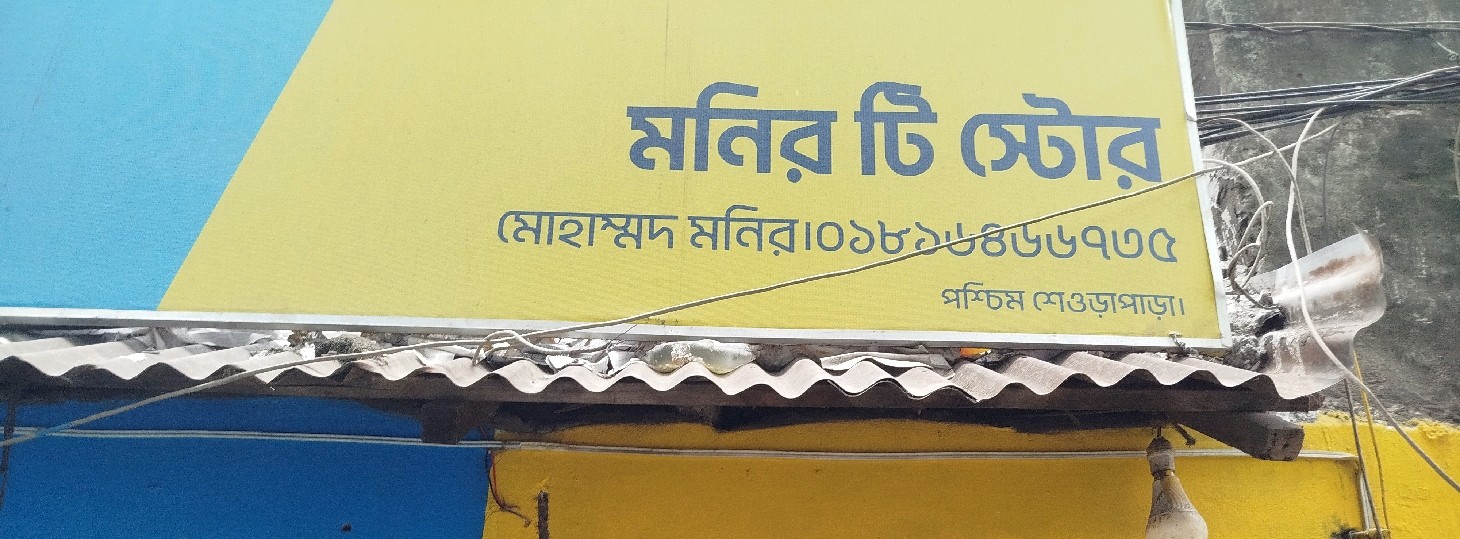 মনির টি স্টোর
মোহাম্মদ মনির।০১৮১৬৪৬৬৭৩৫
পশ্চিম শেওড়াপাড়া।